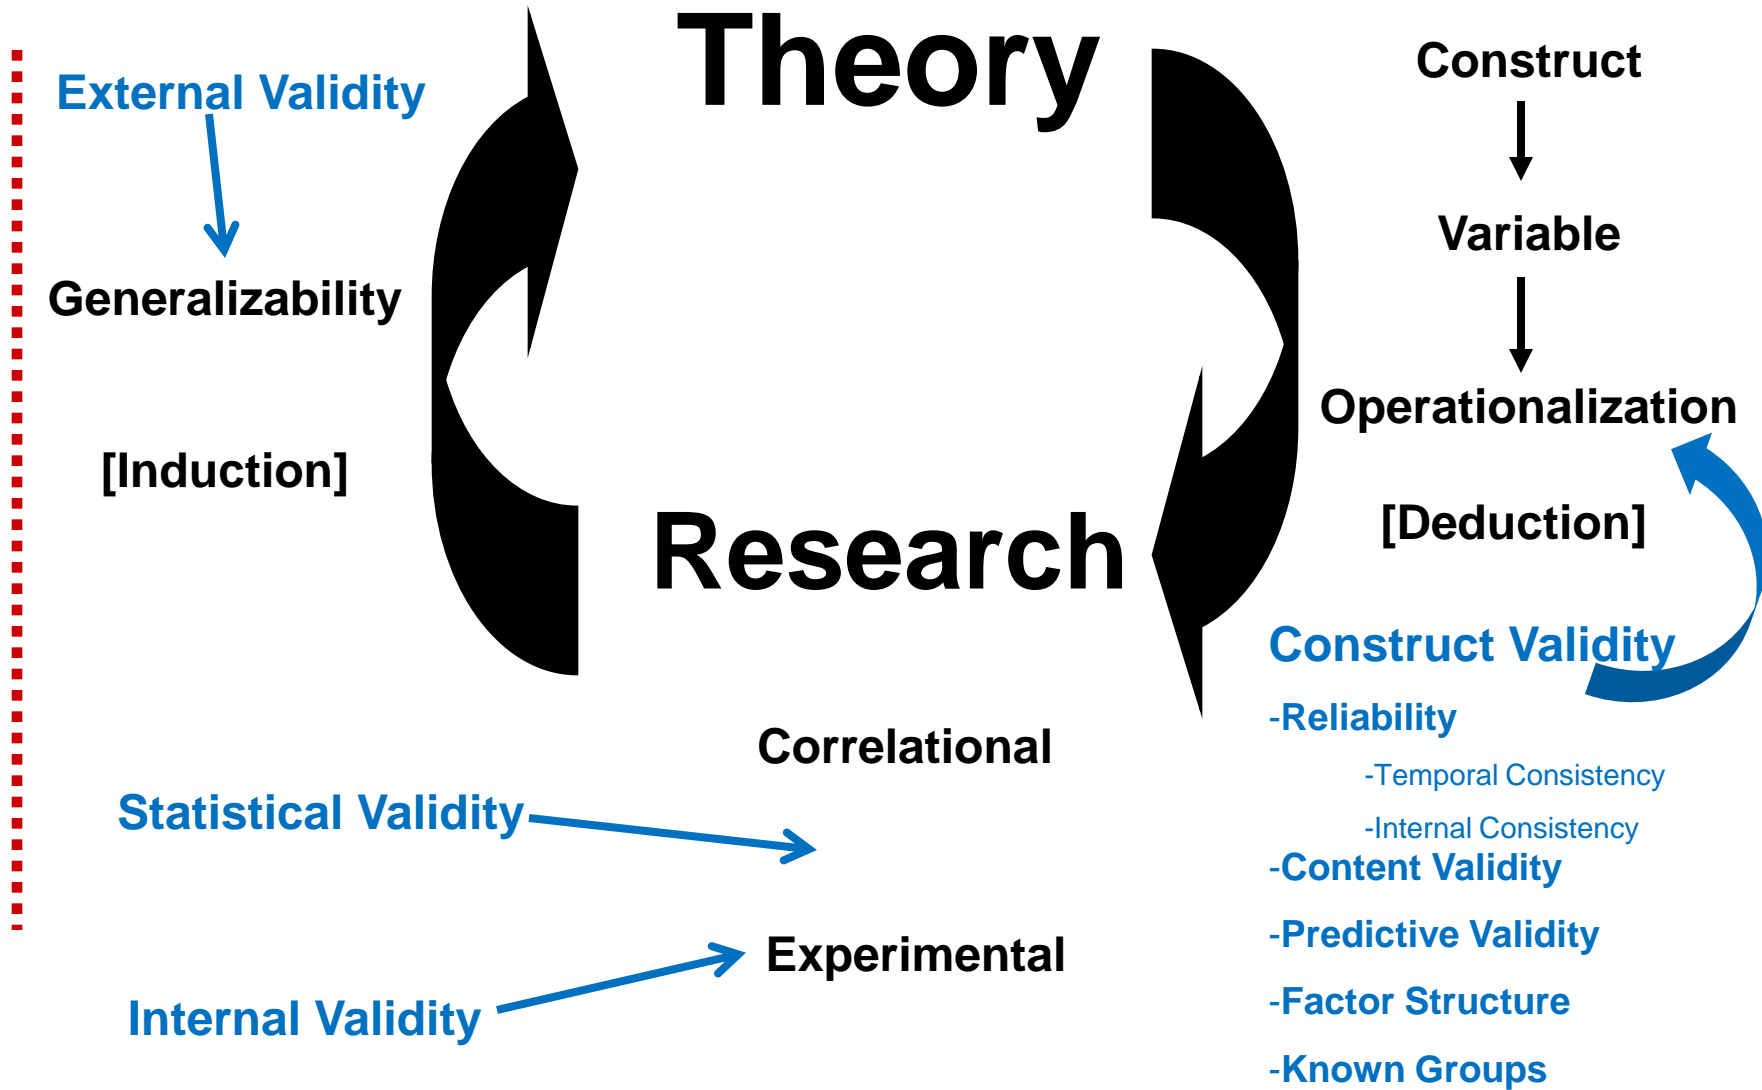 Theory
External Validity
Generalizability
[Induction]
Construct
Variable
Operationalization
[Deduction]
Research
Correlational
Experimental
Statistical Validity
Internal Validity
Construct Validity
-Reliability
-Temporal Consistency
-Internal Consistency
-Content Validity
-Predictive Validity
-Factor Structure
-Known Groups